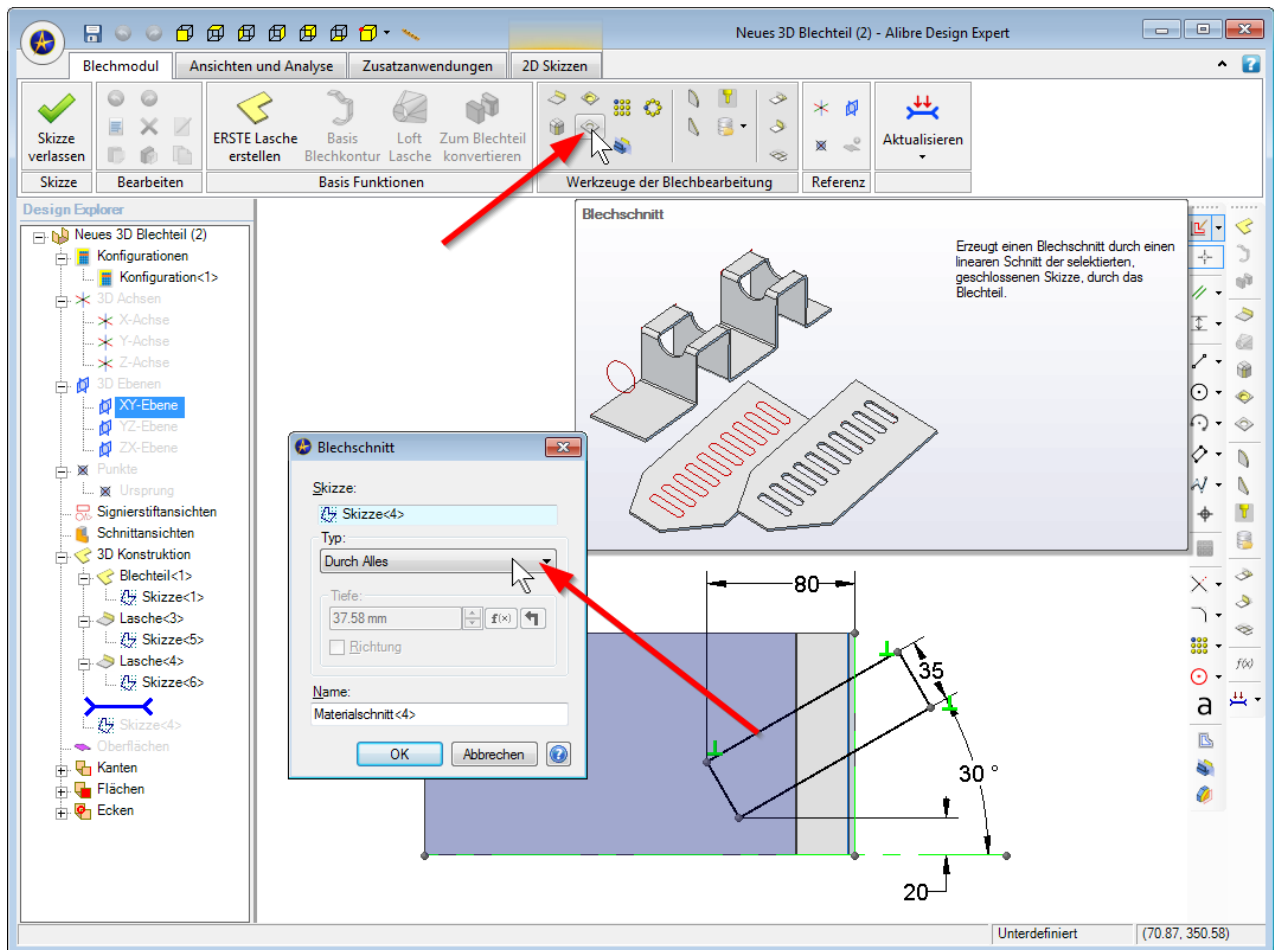 Neues 3D Blechteil (2) - Alibre Design Expert
Blechmodul
Ansichten und Analyse
Zusatzanwendungen
2D Skizzen
Skizze
verlassen
ERSTE Lasche
erstellen
Basis
Blechkontur
Loft
Lasche
Zum Blechteil
konvertieren
Aktualisieren
Skizze
Bearbeiten
Basis Funktionen
Werkzeuge der Blechbearbeitung
Referenz
Design Explorer
Neues 3D Blechteil (2)
Konfigurationen
Konfiguration<1>
3D Achsen
X-Achse
Y-Achse
Z-Achse
3D Ebenen
XY-Ebene
YZ-Ebene
ZX-Ebene
Punkte
Ursprung
Signierstiftansichten
Schnittansichten
3D Konstruktion
Blechteil<1>
Skizze<1>
Lasche<3>
Skizze<5>
Lasche<4>
Skizze<6>
Skizze<4>
Oberflächen
Kanten
Flächen
Ecken
Blechschnitt
Erzeugt einen Blechschnitt durch einen
linearen Schnitt der selektierten,
geschlossenen Skizze, durch das
Blechteil.
Blechschnitt
Skizze:
Skizze<4>
Typ:
Durch Alles
Tiefe:
37.58 mm
f(×)
Richtung
Name:
Materialschnitt<4>
OK
Abbrechen
80
35
30 °
20
a
f(x)
Unterdefiniert
(70.87, 350.58)